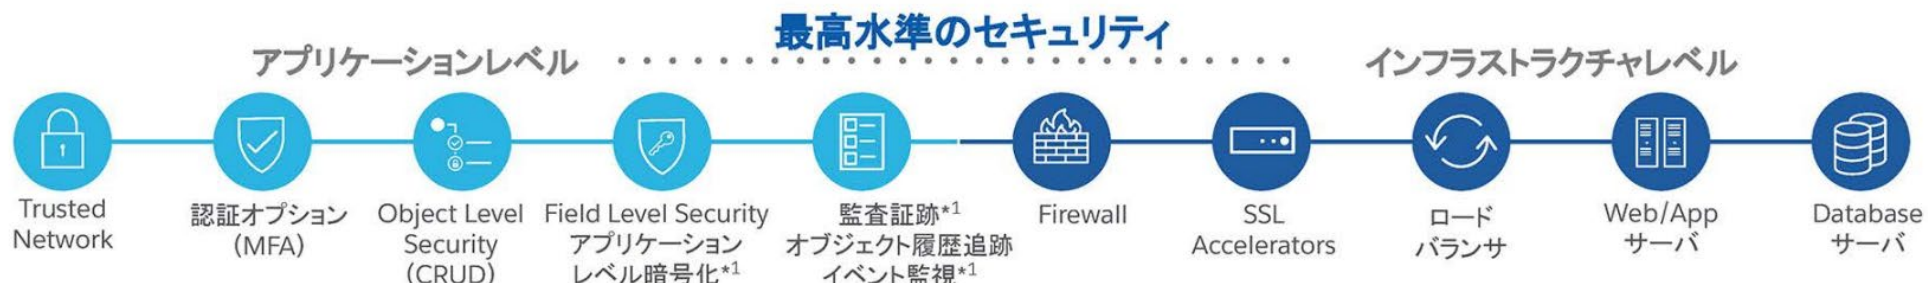 最高水準のセキュリティ
アプリケーションレベル
インフラストラクチャレベル
Trusted
Network
認証オプション
(MFA)
Object Level
Security
(CRUD)
Field Level Security
アプリケーション
レベル暗号化*1
監査証跡*1
オブジェクト履歴追跡
イベント監視*1
Firewall
SSL
Accelerators
ロード
バランサ
Web/App
サーバ
Database
サーバ